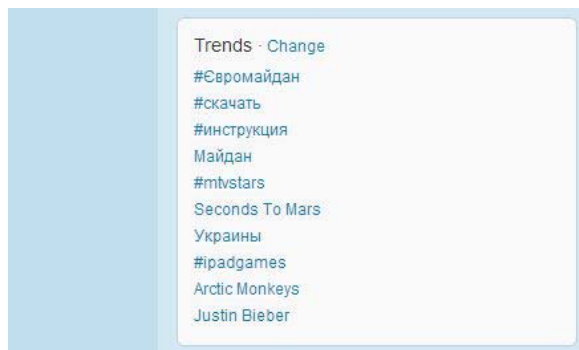 Trends · Change
#Євромайдан
#скачать
#инструкция
Майдан
#mtvstars
Seconds To Mars
Украины
#ipadgames
Arctic Monkeys
Justin Bieber